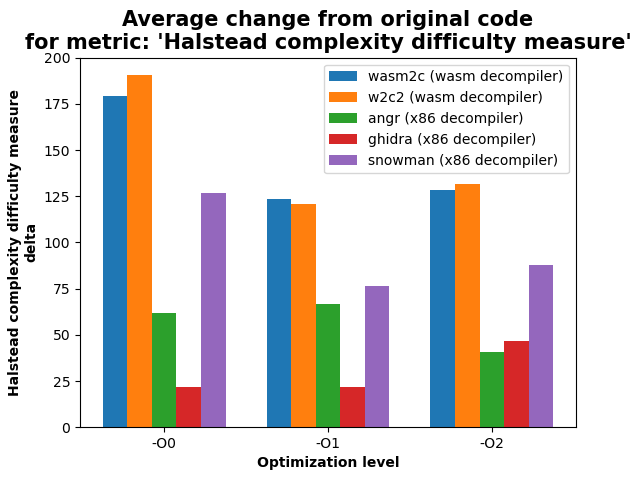 Average change from original code
for metric: 'Halstead complexity difficulty measure'
Halstead complexity difficulty measure
delta
200
175
150
125
100
75
50
25
0
wasm2c (wasm decompiler)
w2c2 (wasm decompiler)
angr (x86 decompiler)
ghidra (x86 decompiler)
snowman (x86 decompiler)
-O0
-O1
-O2
Optimization level